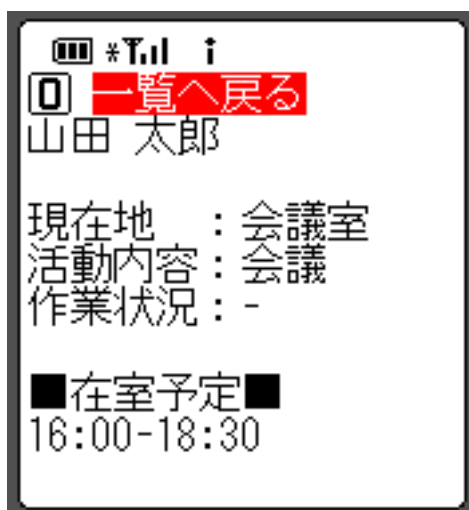 0 一覧へ戻る
山田 太郎
現在地 :会議室
活動内容:会議
作業状況:-
■在室予定■
16:00-18:30